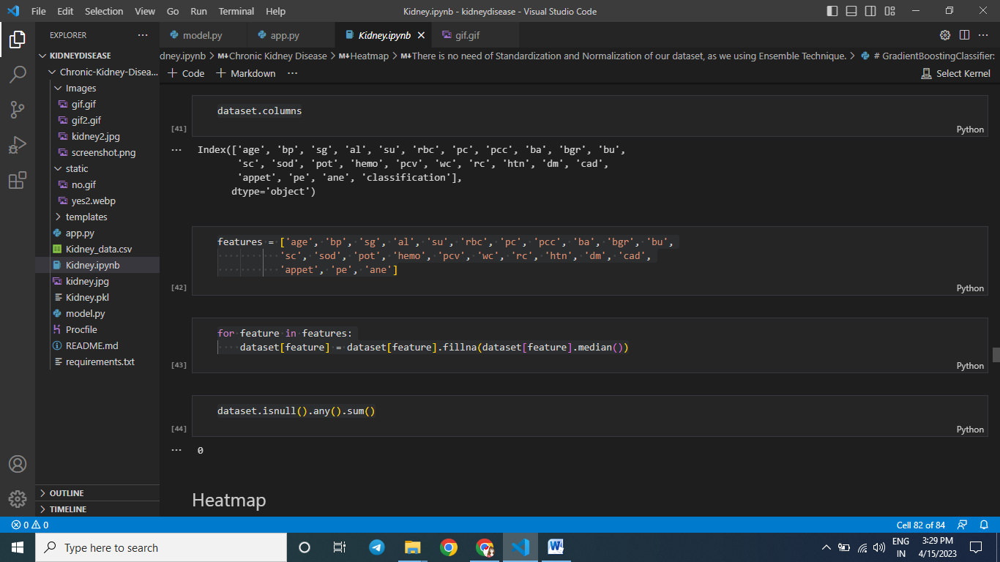 File Edit Selection View Go Run Terminal Help
Kidney.ipynb - kidneydisease - Visual Studio Code
EXPLORER
KIDNEYDISEASE
Chronic-Kidney-Disea...
Images
gif.gif
gif2.gif
kidney2.jpg
screenshot.png
static
no.gif
yes2.webp
templates
app.py
Kidney_data.csv
Kidney.ipynb
kidney.jpg
Kidney.pkl
model.py
Procfile
README.md
requirements.txt
OUTLINE
TIMELINE
model.py app.py Kidney.ipynb gif.gif
dney.ipynb > M↓Chronic Kidney Disease > M↓Heatmap > M↓There is no need of Standardization and Normalization of our dataset, as we using Ensemble Technique. > # GradientBoostingClassifier:
+ Code + Markdown ... Select Kernel
dataset.columns
[41] Python
Index(['age', 'bp', 'sg', 'al', 'su', 'rbc', 'pc', 'pcc', 'ba', 'bgr', 'bu',
'sc', 'sod', 'pot', 'hemo', 'pcv', 'wc', 'rc', 'htn', 'dm', 'cad',
'appet', 'pe', 'ane', 'classification'],
dtype='object')
features = ['age', 'bp', 'sg', 'al', 'su', 'rbc', 'pc', 'pcc', 'ba', 'bgr', 'bu',
'sc', 'sod', 'pot', 'hemo', 'pcv', 'wc', 'rc', 'htn', 'dm', 'cad',
'appet', 'pe', 'ane']
[42] Python
for feature in features:
dataset[feature] = dataset[feature].fillna(dataset[feature].median())
[43] Python
dataset.isnull().any().sum()
[44] Python
0
Heatmap
0 0 Cell 82 of 84
Type here to search
ENG
IN
3:29 PM
4/15/2023